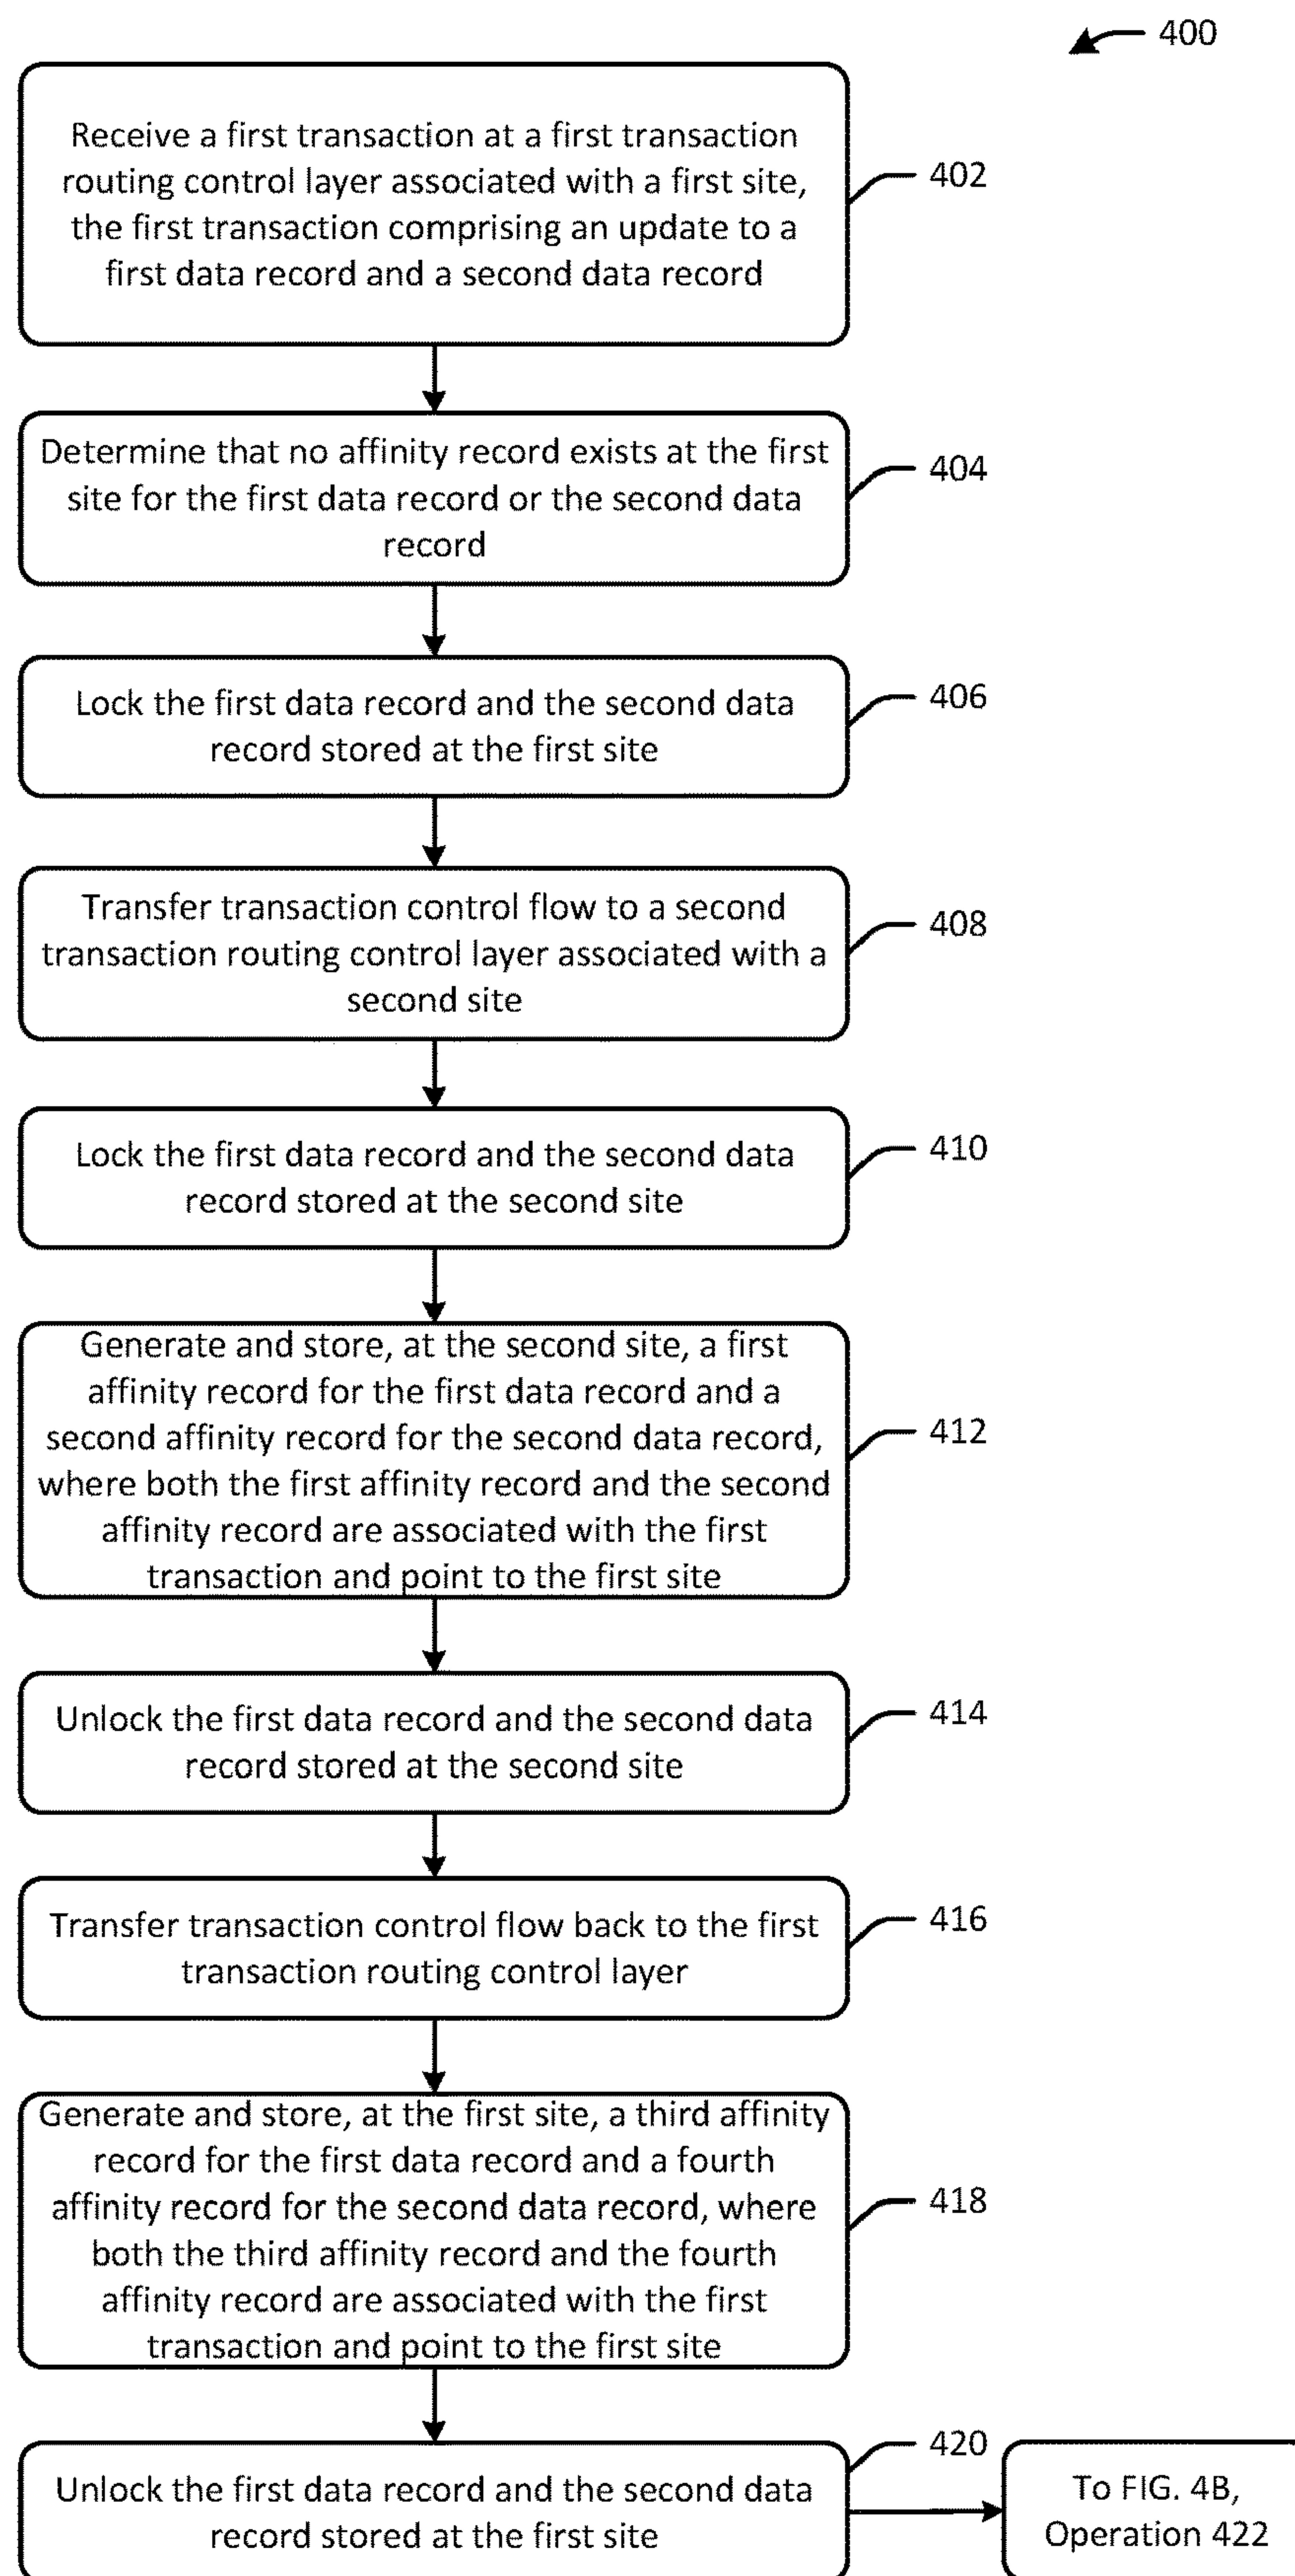 400
Receive a first transaction at a first transaction
routing control layer associated with a first site,
the first transaction comprising an update to a
first data record and a second data record
402
Determine that no affinity record exists at the first
site for the first data record or the second data
record
404
Lock the first data record and the second data
record stored at the first site
406
Transfer transaction control flow to a second
transaction routing control layer associated with a
second site
408
Lock the first data record and the second data
record stored at the second site
410
Generate and store, at the second site, a first
affinity record for the first data record and a
second affinity record for the second data record,
where both the first affinity record and the second
affinity record are associated with the first
transaction and point to the first site
412
Unlock the first data record and the second data
record stored at the second site
414
Transfer transaction control flow back to the first
transaction routing control layer
416
Generate and store, at the first site, a third affinity
record for the first data record and a fourth
affinity record for the second data record, where
both the third affinity record and the fourth
affinity record are associated with the first
transaction and point to the first site
418
Unlock the first data record and the second data
record stored at the first site
420
To FIG. 4B,
Operation 422